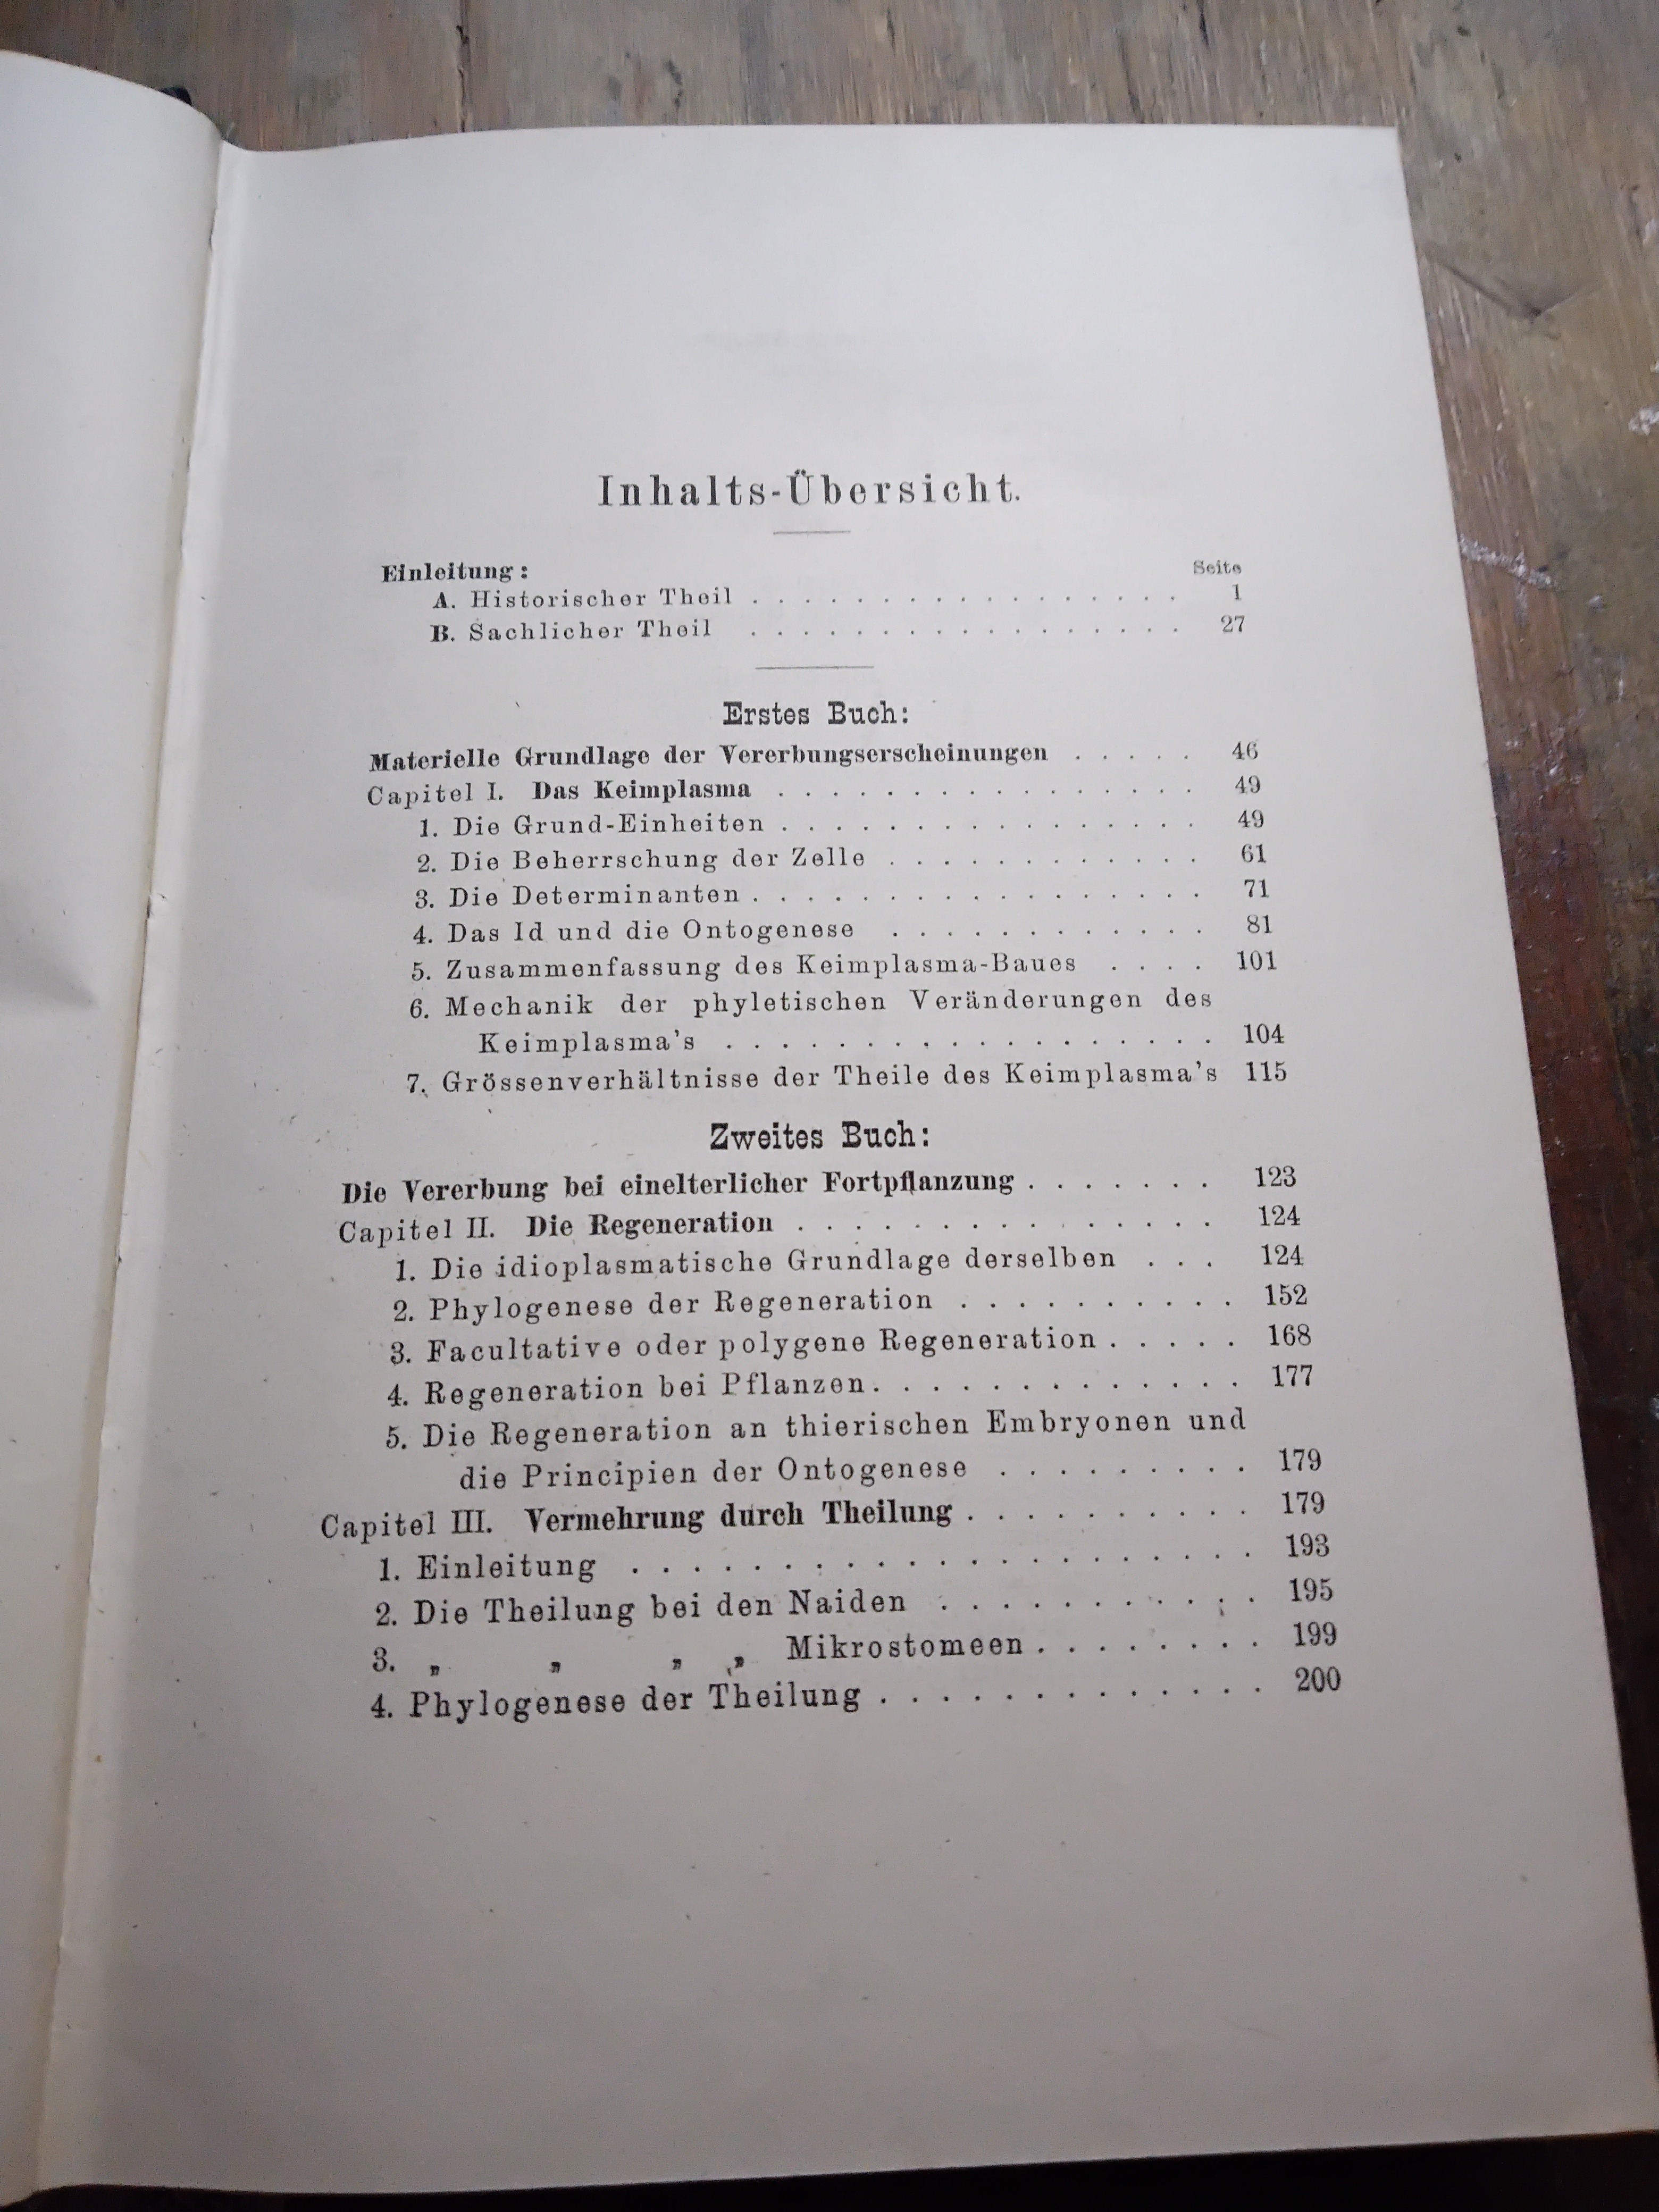 Inhalts-Übersicht.
Einleitung: Seite
A. Historischer Theil . . . . . . . . . . . . . . . . . 1
B. Sachlicher Theil . . . . . . . . . . . . . . . . . 27
Erstes Buch:
Materielle Grundlage der Vererbungserscheinungen . . . . . 46
Capitel I. Das Keimplasma . . . . . . . . . . . . . . . . 49
1. Die Grund-Einheiten . . . . . . . . . . . . . . . . 49
2. Die Beherrschung der Zelle . . . . . . . . . . . . 61
3. Die Determinanten . . . . . . . . . . . . . . . . . 71
4. Das Id und die Ontogenese . . . . . . . . . . . . 81
5. Zusammenfassung des Keimplasma-Baues . . . . 101
6. Mechanik der phyletischen Veränderungen des
Keimplasma's . . . . . . . . . . . . . . . . . . 104
7. Grössenverhältnisse der Theile des Keimplasma's 115
Zweites Buch:
Die Vererbung bei einelterlicher Fortpflanzung . . . . . . . 123
Capitel II. Die Regeneration . . . . . . . . . . . . . . . 124
1. Die idioplasmatische Grundlage derselben . . . 124
2. Phylogenese der Regeneration . . . . . . . . . . 152
3. Facultative oder polygene Regeneration . . . . . 168
4. Regeneration bei Pflanzen . . . . . . . . . . . . . 177
5. Die Regeneration an thierischen Embryonen und
die Principien der Ontogenese . . . . . . . . . 179
Capitel III. Vermehrung durch Theilung . . . . . . . . . . 179
1. Einleitung . . . . . . . . . . . . . . . . . . . . . 193
2. Die Theilung bei den Naiden . . . . . . . . . . . 195
3. „ „ „ „ Mikrostomeen . . . . . . . . 199
4. Phylogenese der Theilung . . . . . . . . . . . . . 200